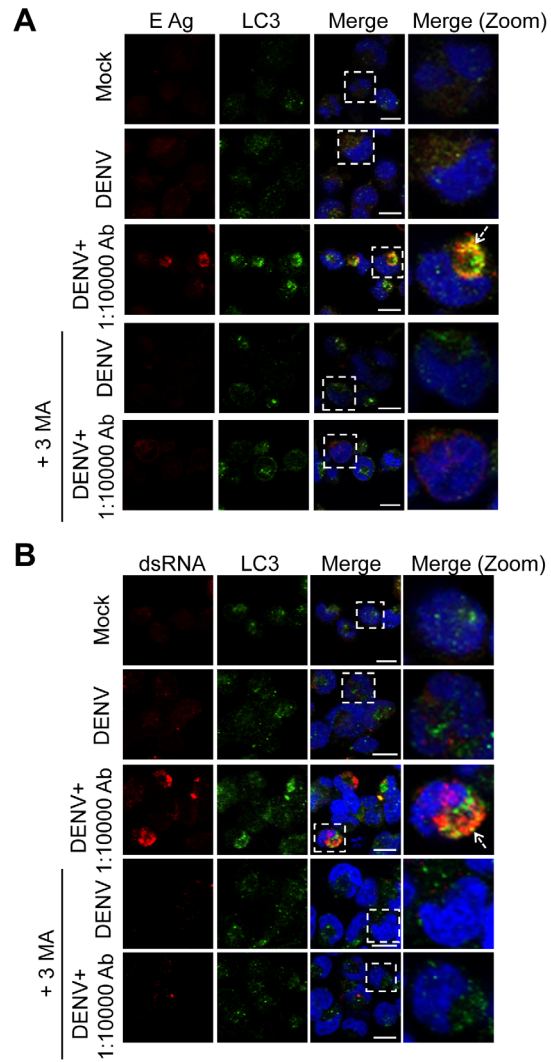 A
E Ag LC3 Merge Merge (Zoom)
Mock
DENV
DENV+
1:10000 Ab
+ 3 MA
DENV
DENV+
1:10000 Ab
B
dsRNA LC3 Merge Merge (Zoom)
Mock
DENV
DENV+
1:10000 Ab
+ 3 MA
DENV
DENV+
1:10000 Ab